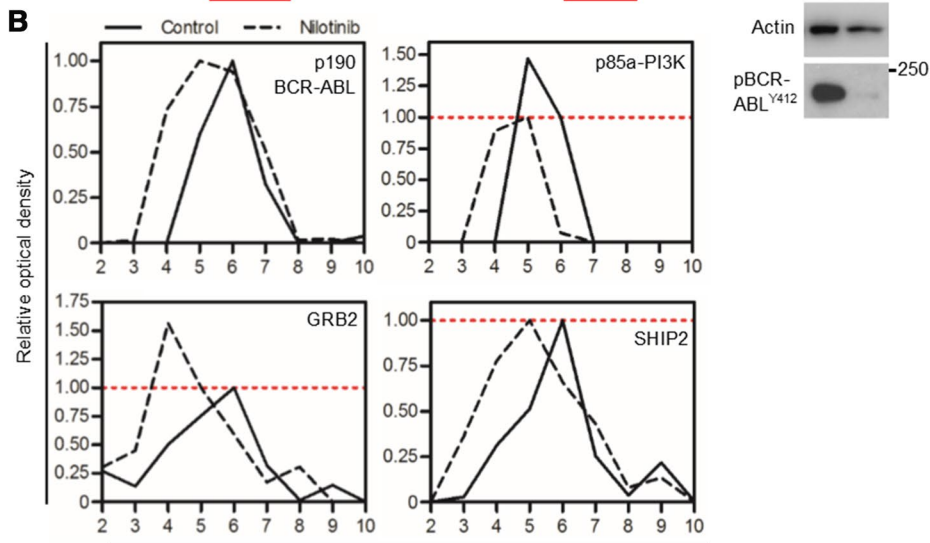 B
Control Nilotinib
Relative optical density
p190
BCR-ABL
1.00
0.75
0.50
0.25
0
2 3 4 5 6 7 8 9 10
p85a-PI3K
1.50
1.25
1.00
0.75
0.50
0.25
0
2 3 4 5 6 7 8 9 10
GRB2
1.75
1.50
1.25
1.00
0.75
0.50
0.25
0
2 3 4 5 6 7 8 9 10
SHIP2
1.00
0.75
0.50
0.25
0
2 3 4 5 6 7 8 9 10
Actin
pBCR-
ABL^Y412
-250